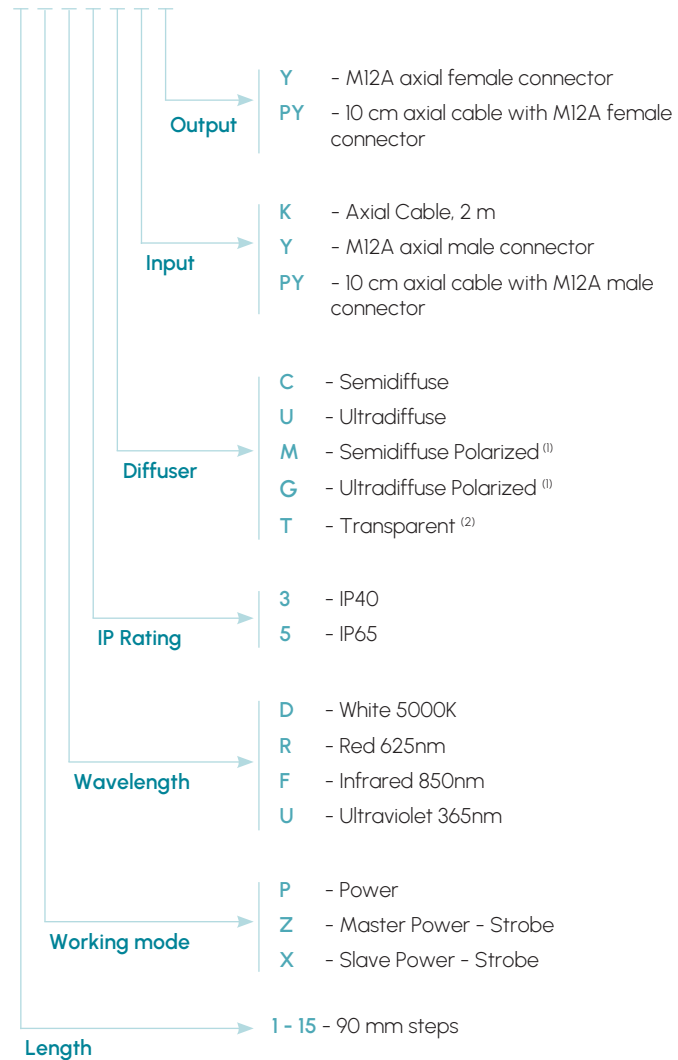 Output
Y - M12A axial female connector
PY - 10 cm axial cable with M12A female
connector
Input
K - Axial Cable, 2 m
Y - M12A axial male connector
PY - 10 cm axial cable with M12A male
connector
Diffuser
C - Semidiffuse
U - Ultradiffuse
M - Semidiffuse Polarized (1)
G - Ultradiffuse Polarized (1)
T - Transparent (2)
IP Rating
3 - IP40
5 - IP65
Wavelength
D - White 5000K
R - Red 625nm
F - Infrared 850nm
U - Ultraviolet 365nm
Working mode
P - Power
Z - Master Power - Strobe
X - Slave Power - Strobe
Length
1 - 15 - 90 mm steps